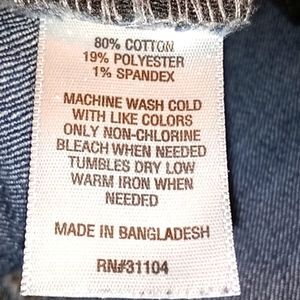 80% COTTON
19% POLYESTER
1% SPANDEX
MACHINE WASH COLD
WITH LIKE COLORS
ONLY NON-CHLORINE
BLEACH WHEN NEEDED
TUMBLES DRY LOW
WARM IRON WHEN
NEEDED
MADE IN BANGLADESH
RN#31104